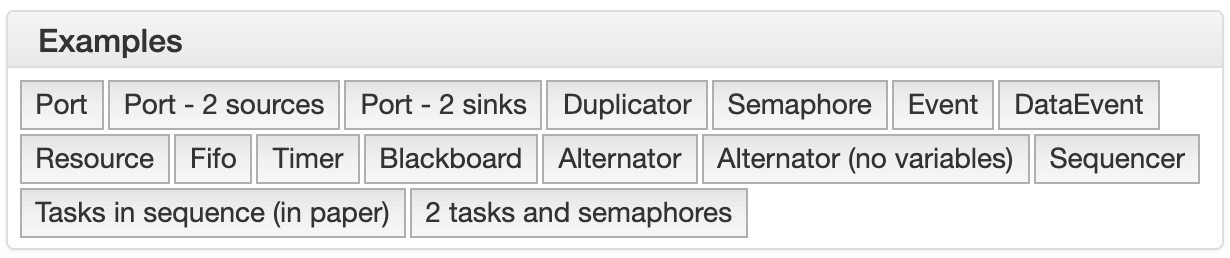 Examples
Port Port - 2 sources Port - 2 sinks Duplicator Semaphore Event DataEvent
Resource Fifo Timer Blackboard Alternator Alternator (no variables) Sequencer
Tasks in sequence (in paper) 2 tasks and semaphores